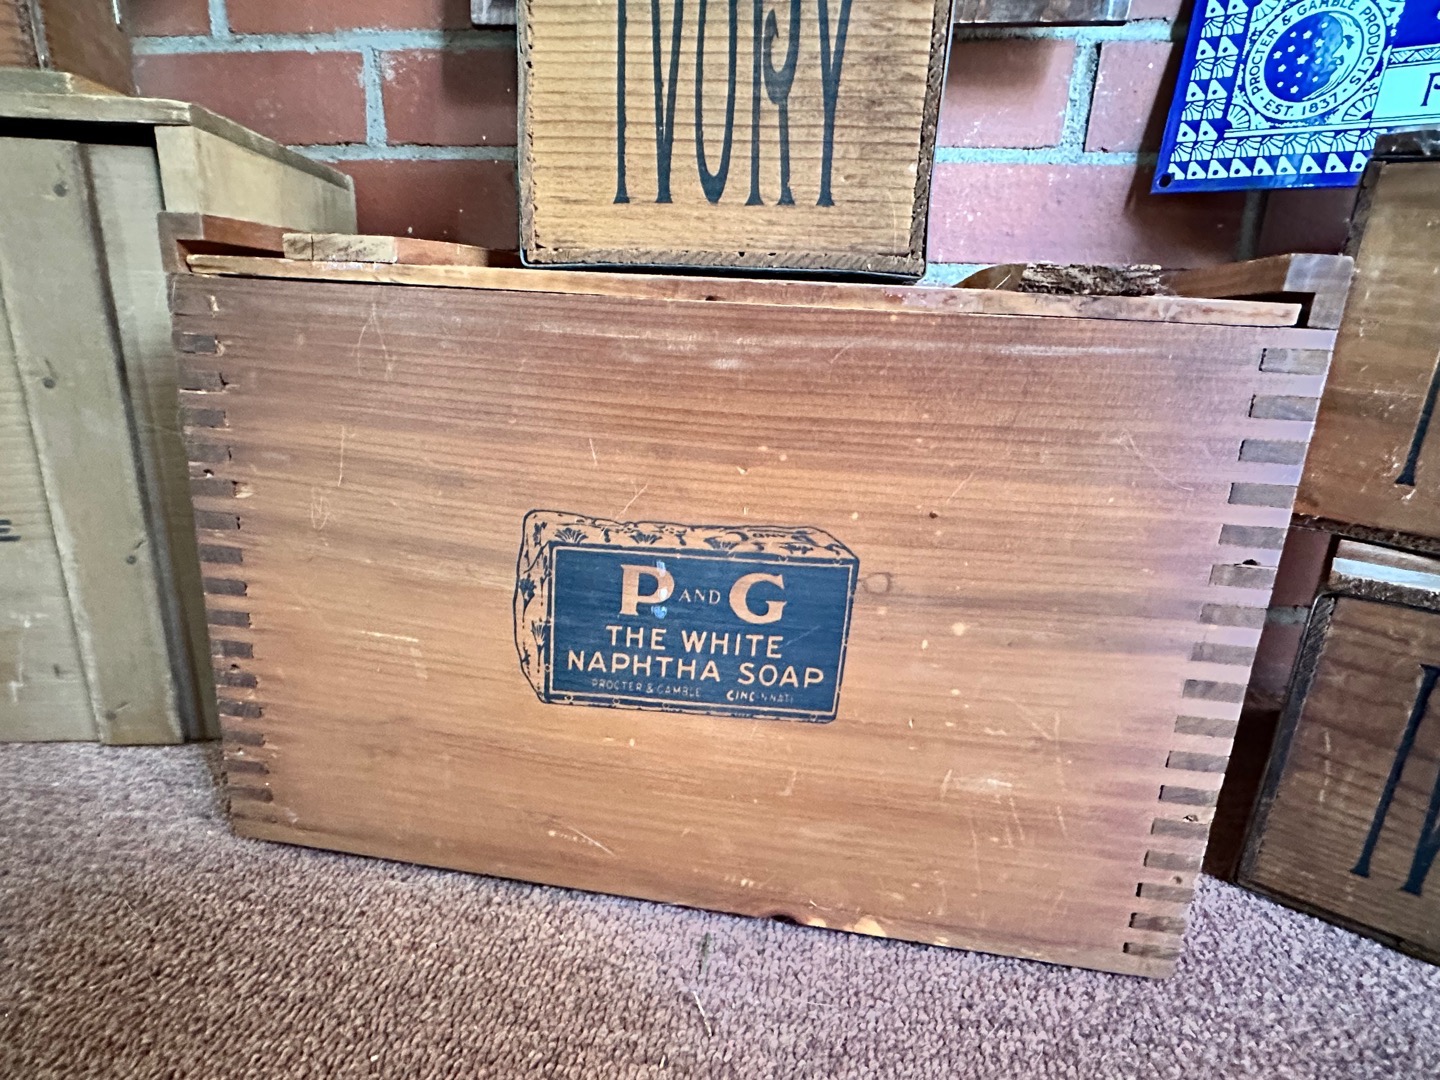 IVORY
PROCTER & GAMBLE PRODUCTS
EST. 1837
P AND G
THE WHITE
NAPHTHA SOAP
PROCTER & GAMBLE CINCINNATI